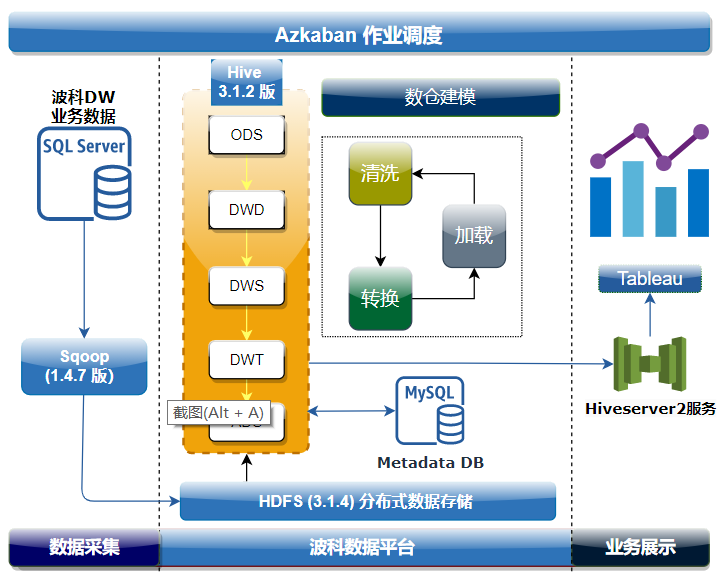 Azkaban 作业调度
波科DW
业务数据
SQL Server
Sqoop
(1.4.7 版)
Hive
3.1.2 版
ODS
DWD
DWS
DWT
截图(Alt + A)
数仓建模
清洗
加载
转换
MySQL
Metadata DB
HDFS (3.1.4) 分布式数据存储
Tableau
Hiveserver2服务
数据采集
波科数据平台
业务展示